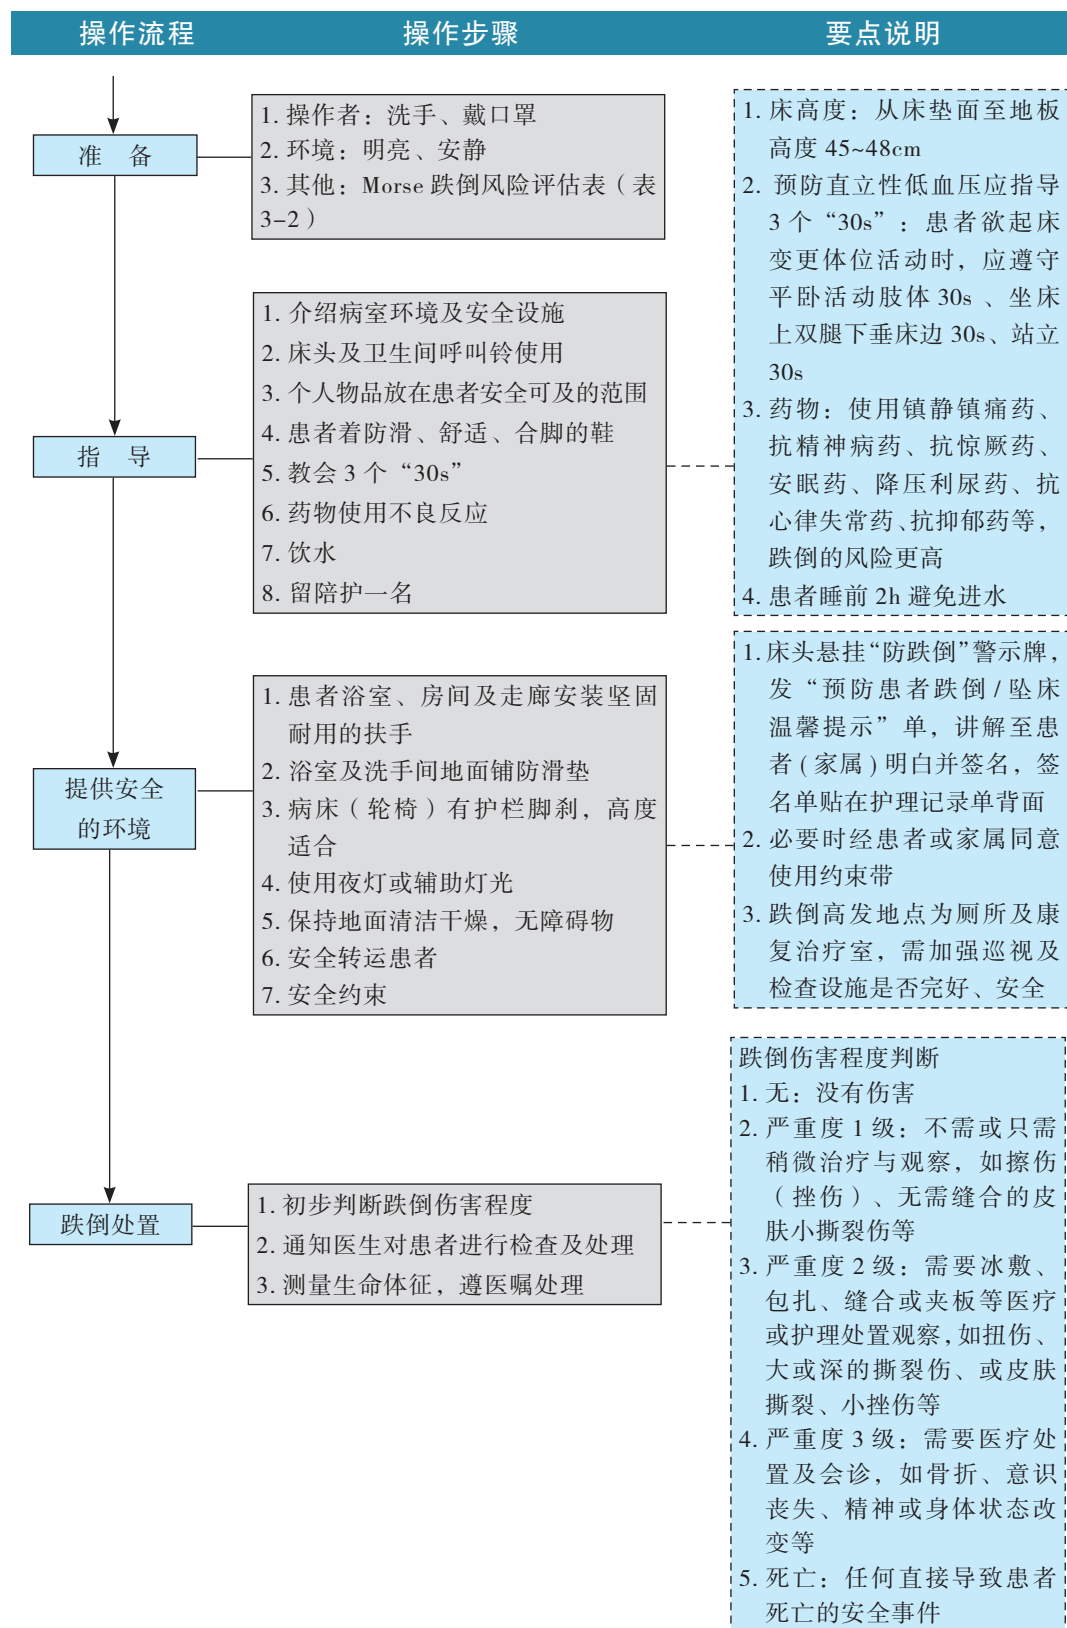 操作流程 操作步骤 要点说明
准 备
1. 操作者：洗手、戴口罩
2. 环境：明亮、安静
3. 其他：Morse 跌倒风险评估表（表
3-2）
指 导
1. 介绍病室环境及安全设施
2. 床头及卫生间呼叫铃使用
3. 个人物品放在患者安全可及的范围
4. 患者着防滑、舒适、合脚的鞋
5. 教会 3 个“30s”
6. 药物使用不良反应
7. 饮水
8. 留陪护一名
1. 床高度：从床垫面至地板
高度 45~48cm
2. 预防直立性低血压应指导
3 个“30s”：患者欲起床
变更体位活动时，应遵守
平卧活动肢体 30s 、坐床
上双腿下垂床边 30s、站立
30s
3. 药物：使用镇静镇痛药、
抗精神病药、抗惊厥药、
安眠药、降压利尿药、抗
心律失常药、抗抑郁药等，
跌倒的风险更高
4. 患者睡前 2h 避免进水
提供安全
的环境
1. 患者浴室、房间及走廊安装坚固
耐用的扶手
2. 浴室及洗手间地面铺防滑垫
3. 病床（轮椅）有护栏脚刹，高度
适合
4. 使用夜灯或辅助灯光
5. 保持地面清洁干燥，无障碍物
6. 安全转运患者
7. 安全约束
1. 床头悬挂“防跌倒”警示牌，
发“预防患者跌倒 / 坠床
温馨提示”单，讲解至患
者 ( 家属 ) 明白并签名，签
名单贴在护理记录单背面
2. 必要时经患者或家属同意
使用约束带
3. 跌倒高发地点为厕所及康
复治疗室，需加强巡视及
检查设施是否完好、安全
跌倒处置
1. 初步判断跌倒伤害程度
2. 通知医生对患者进行检查及处理
3. 测量生命体征，遵医嘱处理
跌倒伤害程度判断
1. 无：没有伤害
2. 严重度 1 级：不需或只需
稍微治疗与观察，如擦伤
（挫伤）、无需缝合的皮
肤小撕裂伤等
3. 严重度 2 级：需要冰敷、
包扎、缝合或夹板等医疗
或护理处置观察，如扭伤、
大或深的撕裂伤、或皮肤
撕裂、小挫伤等
4. 严重度 3 级：需要医疗处
置及会诊，如骨折、意识
丧失、精神或身体状态改
变等
5. 死亡：任何直接导致患者
死亡的安全事件